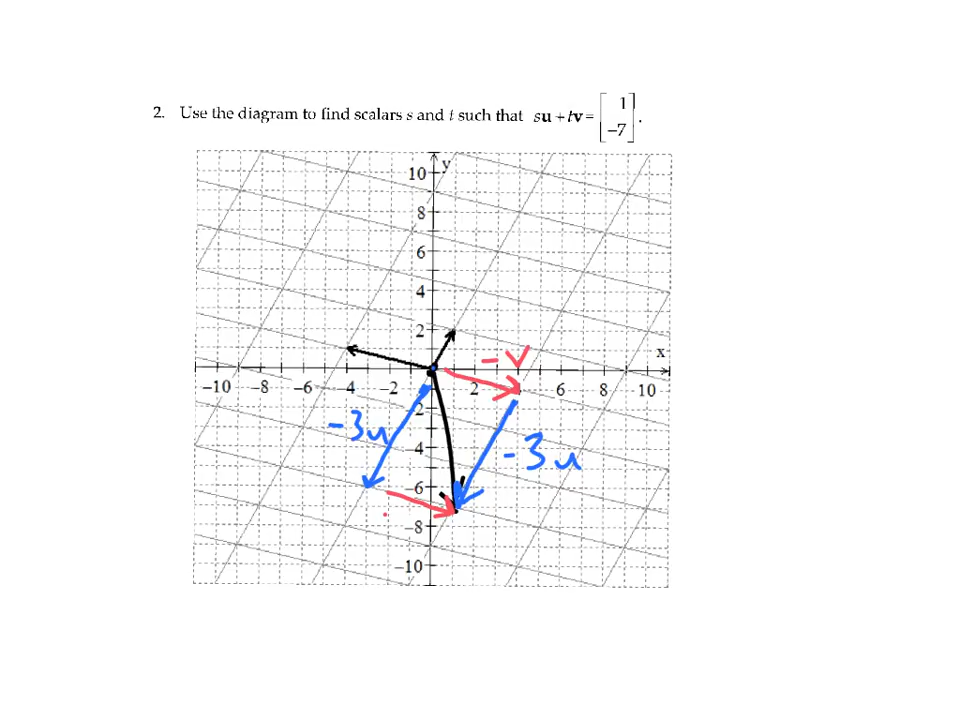 2. Use the diagram to find scalars s and t such that su + tv = [1
-7].
y
10
8
6
4
2
x
-10 -8 -6 -4 -2 2 6 8 10
-v
-2
-3u
-4
-3u
-6
-8
-10